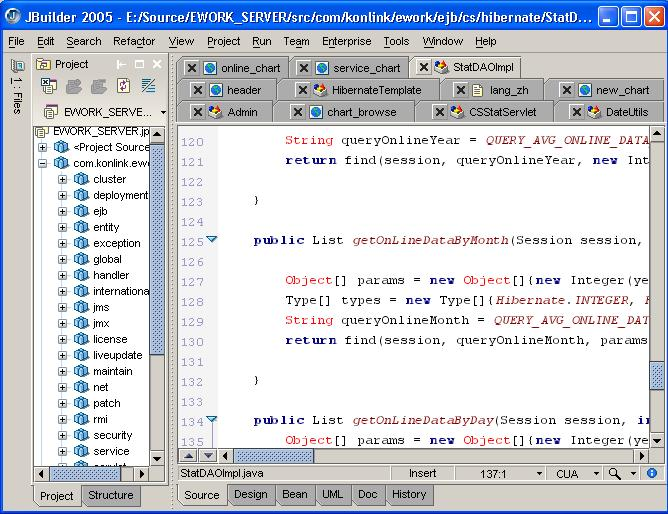 JBuilder 2005 - E:/Source/EWORK_SERVER/src/com/konlink/ework/ejb/cs/hibernate/StatD...
File Edit Search Refactor View Project Run Team Enterprise Tools Window Help
1: Files
Project
EWORK_SERVE...
EWORK_SERVER.jp
<Project Source
com.konlink.ewo
cluster
deployment
ejb
entity
exception
global
handler
internationa
jms
jmx
license
liveupdate
maintain
net
patch
rmi
security
service
Project Structure
online_chart service_chart StatDAOImpl
header HibernateTemplate lang_zh new_chart
Admin chart_browse CSStatServlet DateUtils
120 String queryOnlineYear = QUERY_AVG_ONLINE_DATA
121 return find(session, queryOnlineYear, new Int
122
123 }
124
125 public List getOnLineDataByMonth(Session session,
126
127 Object[] params = new Object[]{new Integer(ye
128 Type[] types = new Type[]{Hibernate.INTEGER,
129 String queryOnlineMonth = QUERY_AVG_ONLINE_DAT
130 return find(session, queryOnlineMonth, params
131
132 }
133
134 public List getOnLineDataByDay(Session session, in
135 Object[] params = new Object[]{new Integer(ye
StatDAOImpl.java Insert 137:1 CUA
Source Design Bean UML Doc History